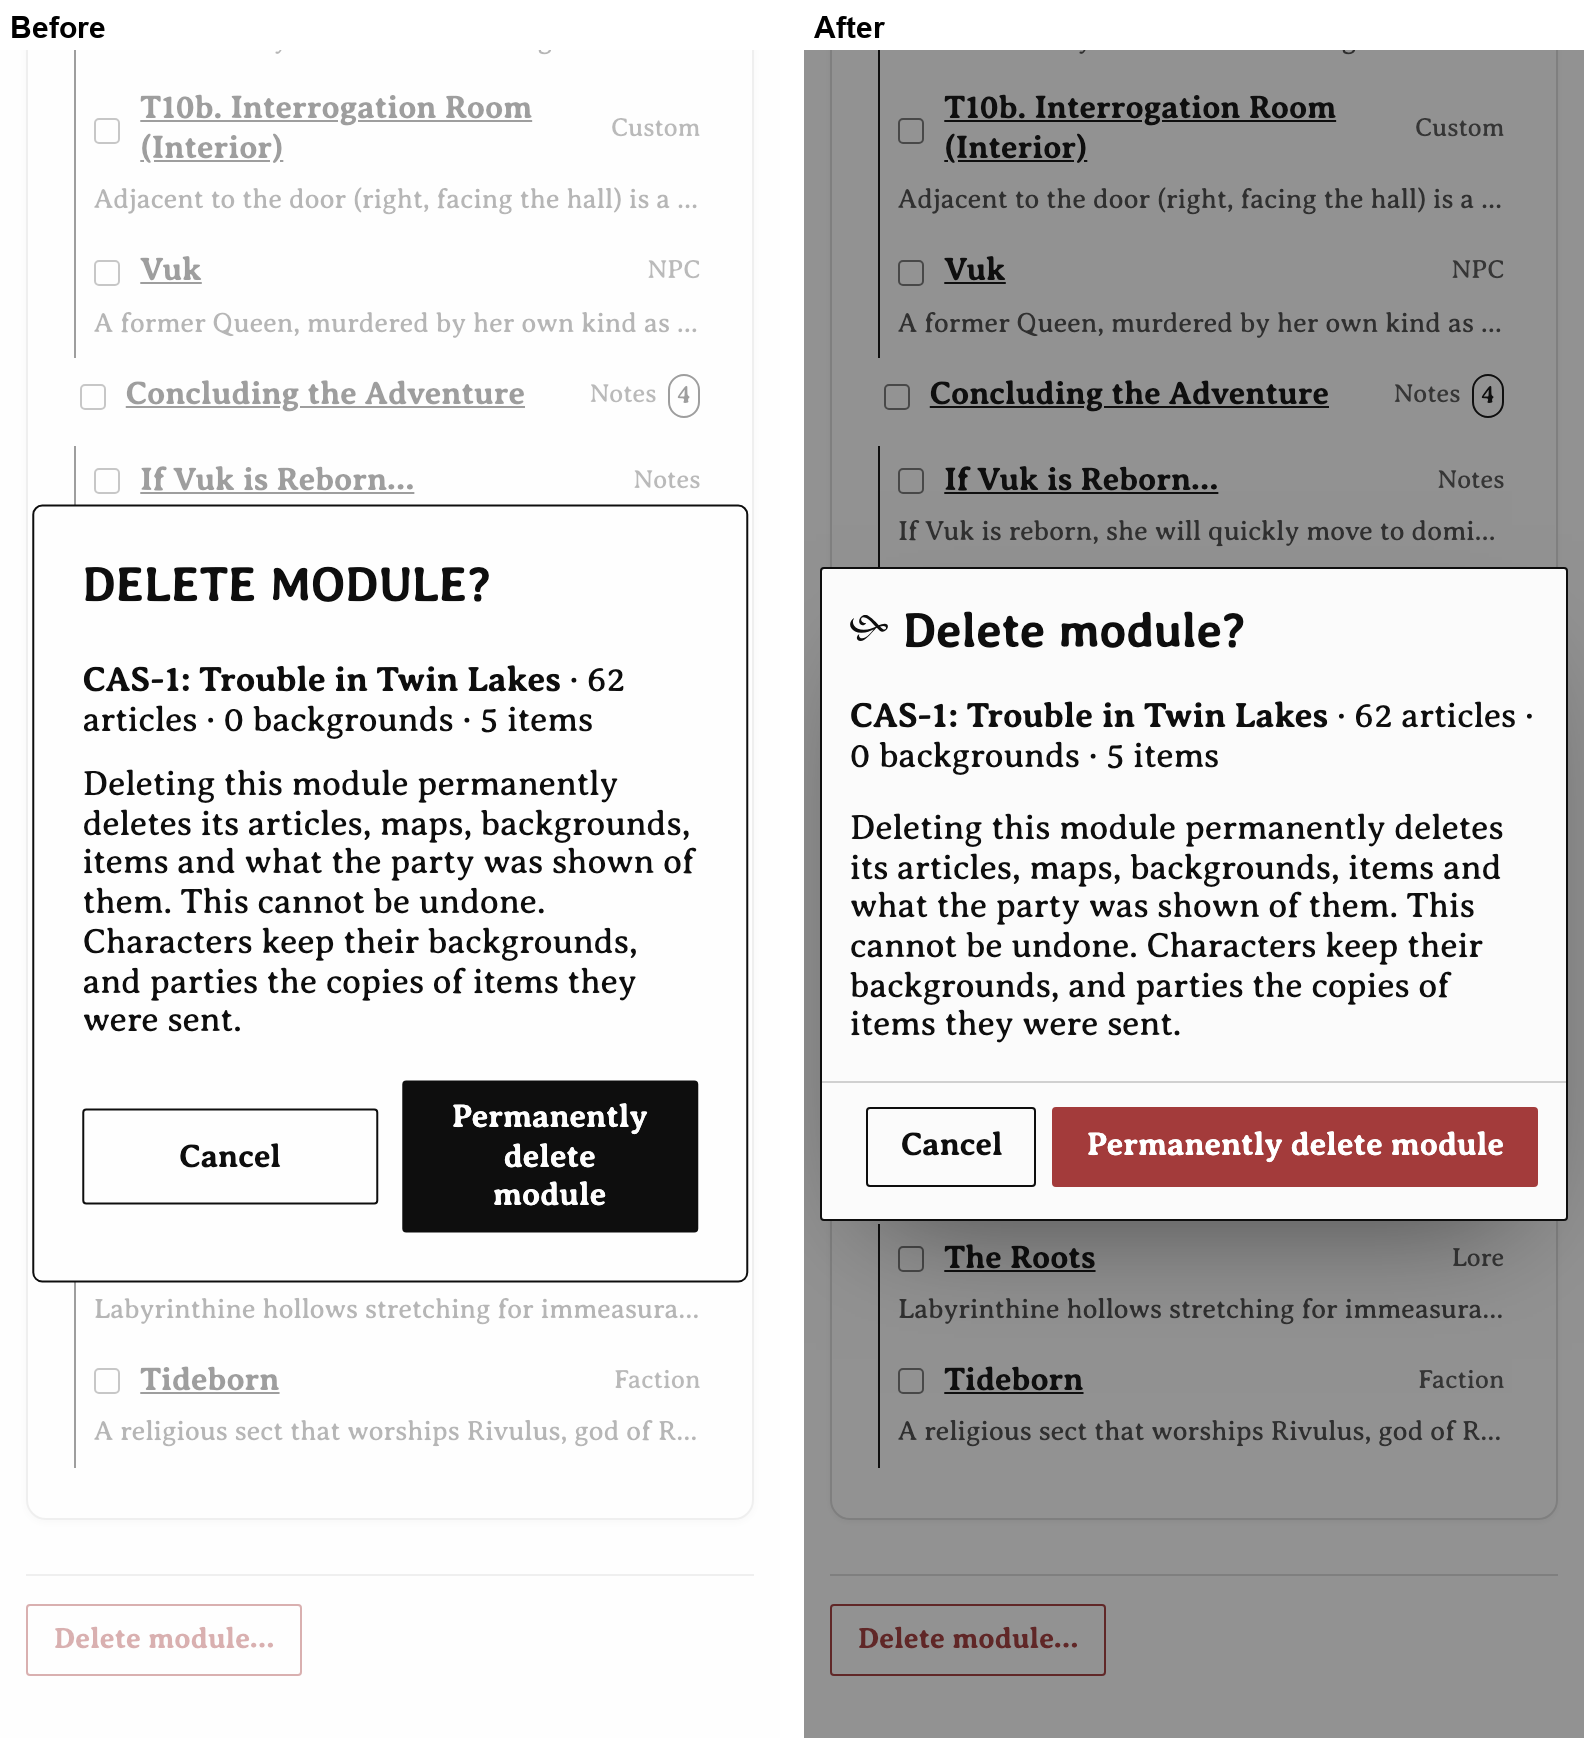 Before
T10b. Interrogation Room
(Interior)
Custom
Adjacent to the door (right, facing the hall) is a ...
Vuk
NPC
A former Queen, murdered by her own kind as ...
Concluding the Adventure
Notes 4
If Vuk is Reborn...
Notes
DELETE MODULE?
CAS-1: Trouble in Twin Lakes · 62
articles · 0 backgrounds · 5 items
Deleting this module permanently
deletes its articles, maps, backgrounds,
items and what the party was shown of
them. This cannot be undone.
Characters keep their backgrounds,
and parties the copies of items they
were sent.
Cancel
Permanently
delete
module
Labyrinthine hollows stretching for immeasura...
Tideborn
Faction
A religious sect that worships Rivulus, god of R...
Delete module...
After
T10b. Interrogation Room
(Interior)
Custom
Adjacent to the door (right, facing the hall) is a ...
Vuk
NPC
A former Queen, murdered by her own kind as ...
Concluding the Adventure
Notes 4
If Vuk is Reborn...
Notes
If Vuk is reborn, she will quickly move to domi...
Delete module?
CAS-1: Trouble in Twin Lakes · 62 articles ·
0 backgrounds · 5 items
Deleting this module permanently deletes
its articles, maps, backgrounds, items and
what the party was shown of them. This
cannot be undone. Characters keep their
backgrounds, and parties the copies of
items they were sent.
Cancel
Permanently delete module
The Roots
Lore
Labyrinthine hollows stretching for immeasura...
Tideborn
Faction
A religious sect that worships Rivulus, god of R...
Delete module...